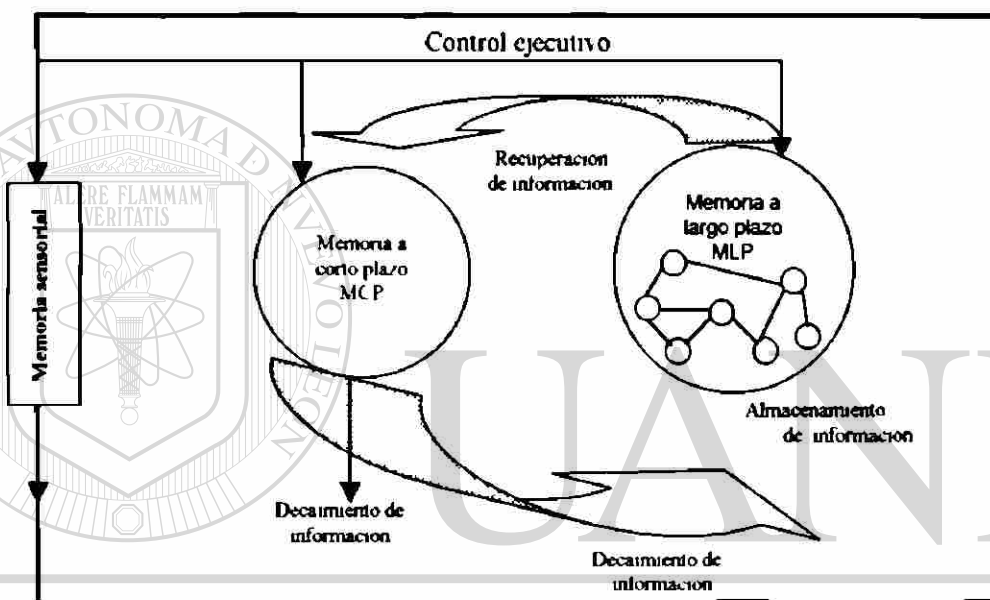 Control ejecutivo
Recuperacion
de informacion
Memoria a
largo plazo
MLP
Memoria a
corto plazo
MCP
Memoria sensorial
Almacenamiento
de informacion
Decaimiento de
informacion
Decaimiento de
informacion
ALERE FLAMMAM
VERITATIS
UAN